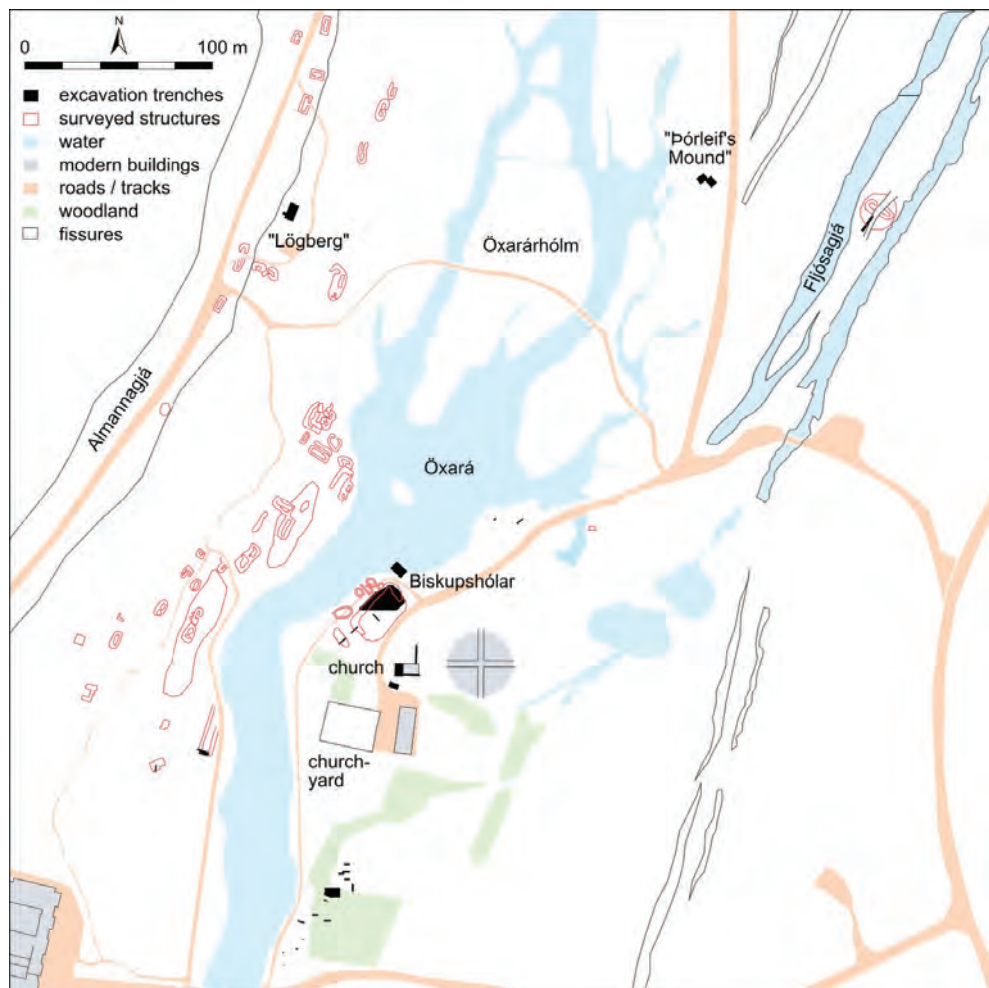 N
0 100 m
excavation trenches
surveyed structures
water
modern buildings
roads / tracks
woodland
fissures
"Þórleif's
Mound"
"Lögberg"
Öxarárhólm
Fljósagjá
Almannagjá
Öxará
Biskupshólar
church
church-
yard